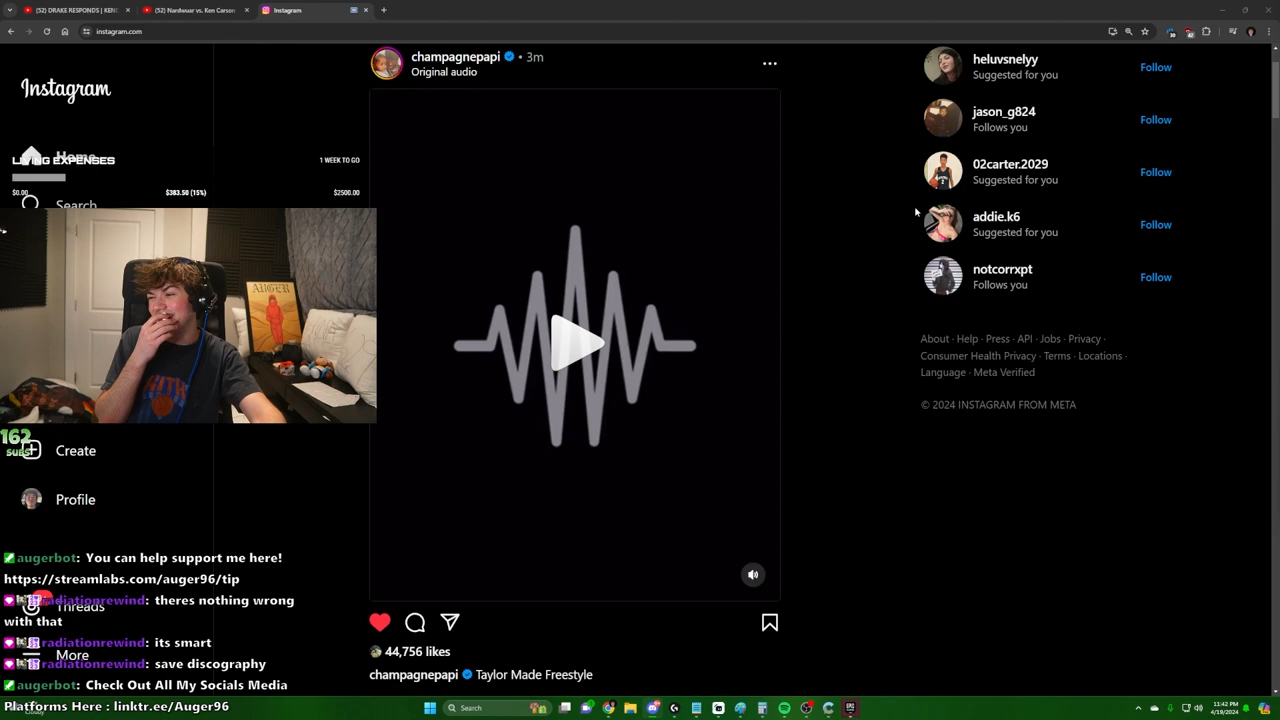 (52) DRAKE RESPONDS | KEN
(52) Nardwuar vs. Ken Carson
Instagram
instagram.com
Instagram
Home
LIVING EXPENSES
1 WEEK TO GO
$0.00
$383.50 (15%)
$2500.00
Search
AUGER
162
SUBS
Create
Profile
Threads
More
augerbot: You can help support me here!
https://streamlabs.com/auger96/tip
radiationrewind: theres nothing wrong
with that
radiationrewind: its smart
radiationrewind: save discography
augerbot: Check Out All My Socials Media
Platforms Here : linktr.ee/Auger96
champagnepapi • 3m
Original audio
44,756 likes
champagnepapi Taylor Made Freestyle
heluvsnelyy
Suggested for you
Follow
jason_g824
Follows you
Follow
02carter.2029
Suggested for you
Follow
addie.k6
Suggested for you
Follow
notcorrxpt
Follows you
Follow
About · Help · Press · API · Jobs · Privacy ·
Consumer Health Privacy · Terms · Locations ·
Language · Meta Verified
© 2024 INSTAGRAM FROM META
Search
11:42 PM
4/19/2024